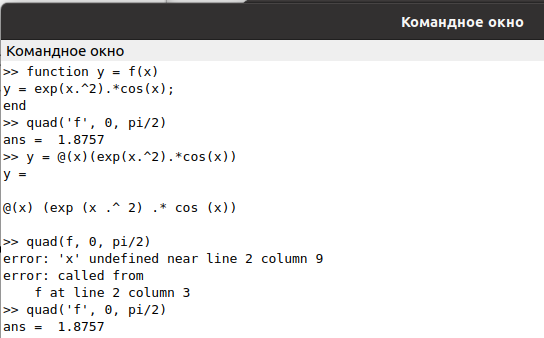 Командное окно
Командное окно
>> function y = f(x)
y = exp(x.^2).*cos(x);
end
>> quad('f', 0, pi/2)
ans =  1.8757
>> y = @(x)(exp(x.^2).*cos(x))
y =

@(x) (exp (x .^ 2) .* cos (x))

>> quad(f, 0, pi/2)
error: 'x' undefined near line 2 column 9
error: called from
    f at line 2 column 3
>> quad('f', 0, pi/2)
ans =  1.8757